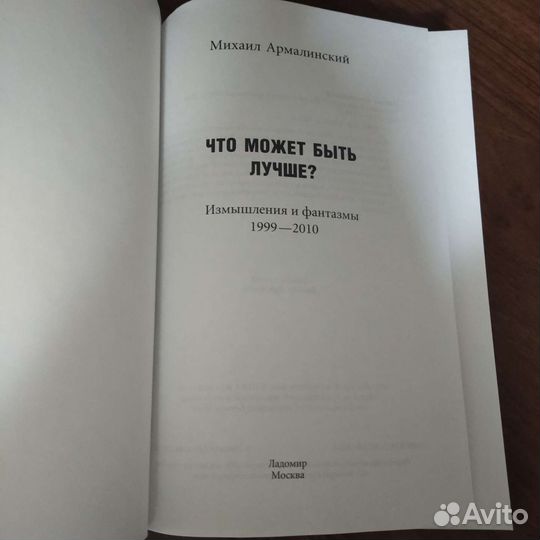 Михаил Армалинский
ЧТО МОЖЕТ БЫТЬ
ЛУЧШЕ?
Измышления и фантазмы
1999—2010
Ладомир
Москва
Avito